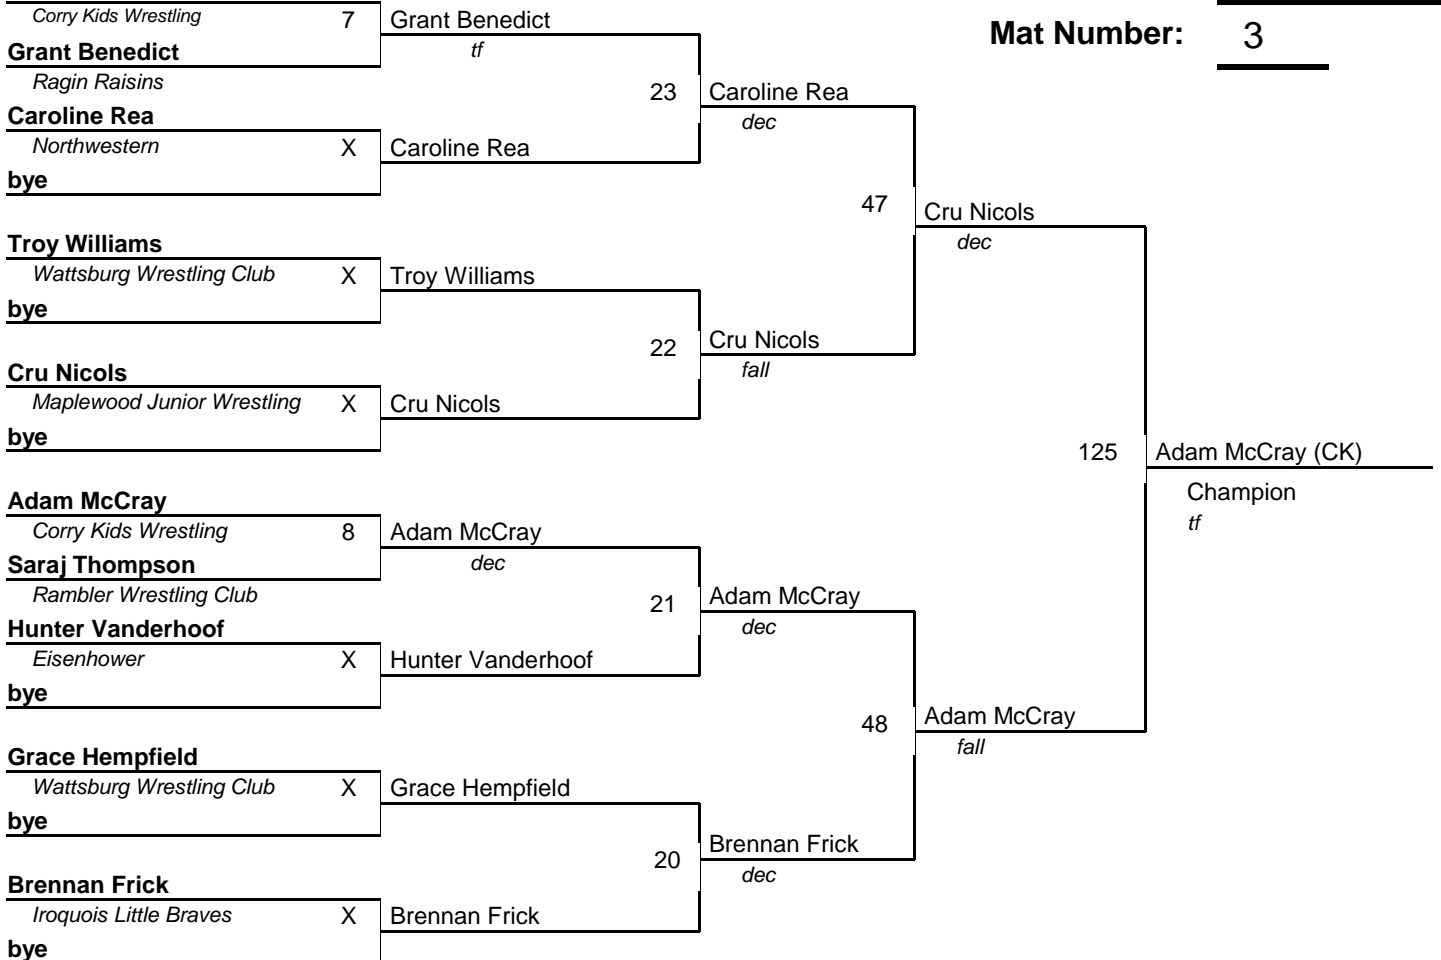 Corry Kids Wrestling 7 Grant Benedict
Mat Number: 3
Grant Benedict
tf
Ragin Raisins
23 Caroline Rea
Caroline Rea
dec
Northwestern X Caroline Rea
bye
47 Cru Nicols
dec
Troy Williams
Wattsburg Wrestling Club X Troy Williams
bye
22 Cru Nicols
fall
Cru Nicols
Maplewood Junior Wrestling X Cru Nicols
bye
125 Adam McCray (CK)
Champion
tf
Adam McCray
Corry Kids Wrestling 8 Adam McCray
dec
Saraj Thompson
Rambler Wrestling Club
21 Adam McCray
dec
Hunter Vanderhoof
Eisenhower X Hunter Vanderhoof
bye
48 Adam McCray
fall
Grace Hempfield
Wattsburg Wrestling Club X Grace Hempfield
bye
20 Brennan Frick
dec
Brennan Frick
Iroquois Little Braves X Brennan Frick
bye